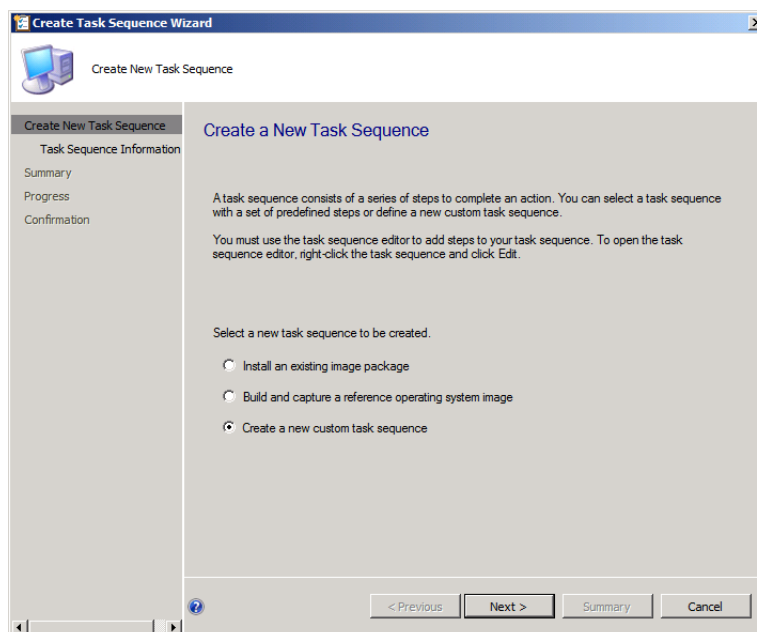 Create Task Sequence Wizard
Create New Task Sequence
Create New Task Sequence
Task Sequence Information
Summary
Progress
Confirmation
Create a New Task Sequence
A task sequence consists of a series of steps to complete an action. You can select a task sequence
with a set of predefined steps or define a new custom task sequence.
You must use the task sequence editor to add steps to your task sequence. To open the task
sequence editor, right-click the task sequence and click Edit.
Select a new task sequence to be created.
Install an existing image package
Build and capture a reference operating system image
Create a new custom task sequence
< Previous
Next >
Summary
Cancel